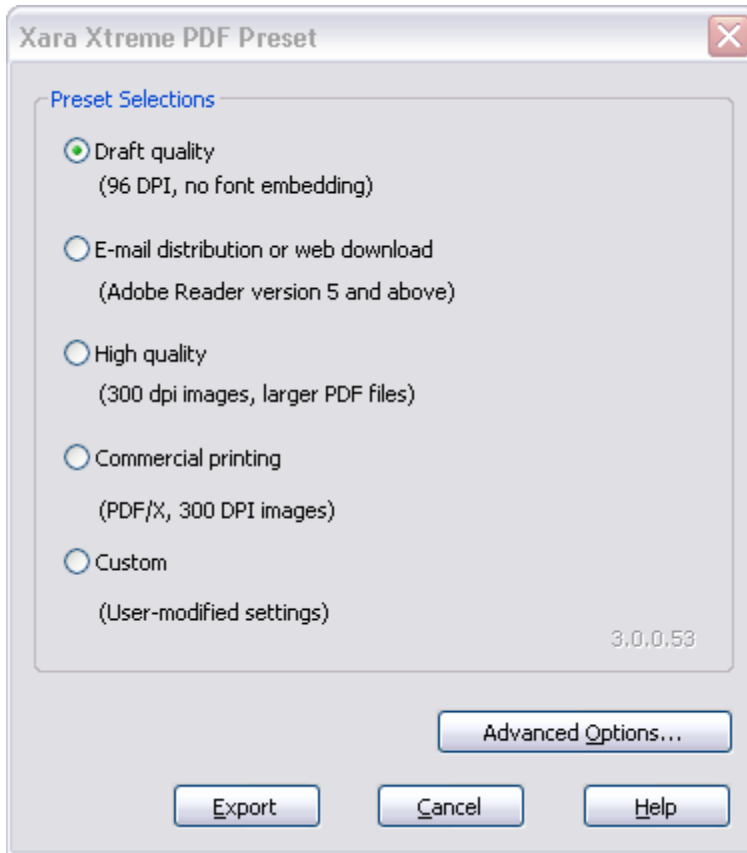 Xara Xtreme PDF Preset
Preset Selections
Draft quality
(96 DPI, no font embedding)
E-mail distribution or web download
(Adobe Reader version 5 and above)
High quality
(300 dpi images, larger PDF files)
Commercial printing
(PDF/X, 300 DPI images)
Custom
(User-modified settings)
3.0.0.53
Advanced Options...
Export Cancel Help